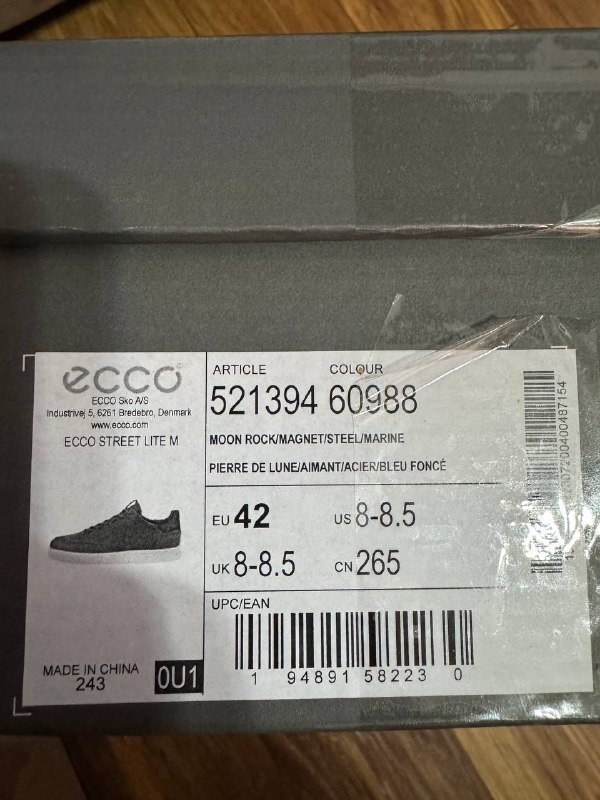 ecco
ECCO Sko A/S
Industrivej 5, 6261 Bredebro, Denmark
www.ecco.com
ECCO STREET LITE M
MADE IN CHINA
243
0U1
ARTICLE COLOUR
521394 60988
MOON ROCK/MAGNET/STEEL/MARINE
PIERRE DE LUNE/AIMANT/ACIER/BLEU FONCÉ
EU 42 US 8-8.5
UK 8-8.5 CN 265
UPC/EAN
1 94891 58223 0